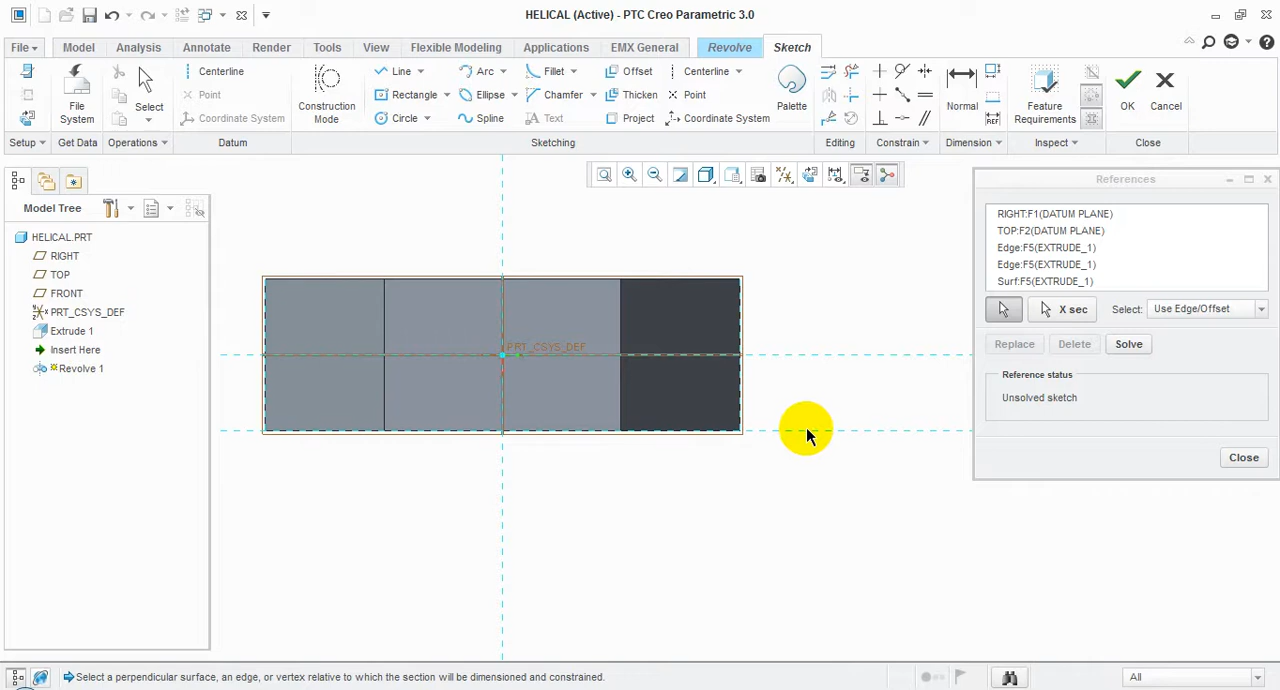 HELICAL (Active) - PTC Creo Parametric 3.0
File Model Analysis Annotate Render Tools View Flexible Modeling Applications EMX General Revolve Sketch
Centerline Line Arc Fillet Offset Centerline
Point Rectangle Ellipse Chamfer Thicken Point
Coordinate System Circle Spline Text Project Coordinate System
File System Select Construction Mode Palette Normal Feature Requirements OK Cancel
Setup Get Data Operations Datum Sketching Editing Constrain Dimension Inspect Close
REF
References
Model Tree
HELICAL.PRT
RIGHT
TOP
FRONT
PRT_CSYS_DEF
Extrude 1
Insert Here
Revolve 1
PRT_CSYS_DEF
RIGHT:F1(DATUM PLANE)
TOP:F2(DATUM PLANE)
Edge:F5(EXTRUDE_1)
Edge:F5(EXTRUDE_1)
Surf:F5(EXTRUDE_1)
X sec Select: Use Edge/Offset
Replace Delete Solve
Reference status
Unsolved sketch
Close
Select a perpendicular surface, an edge, or vertex relative to which the section will be dimensioned and constrained.
All